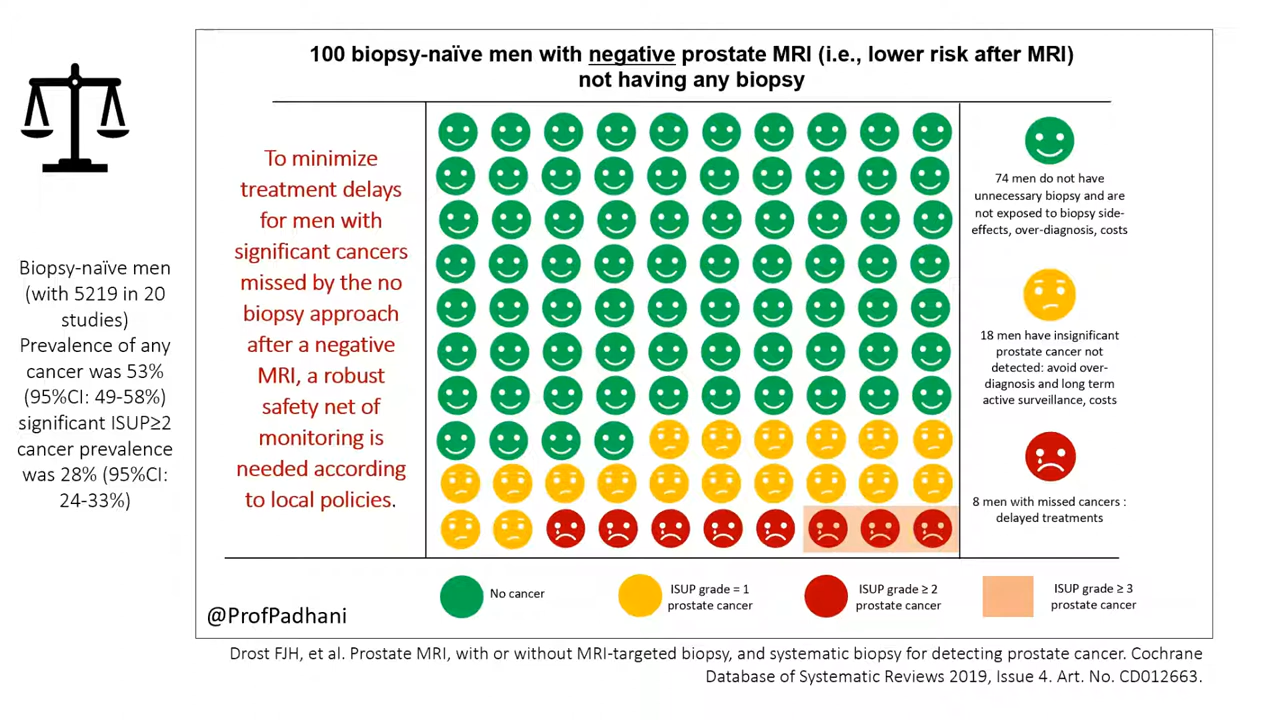 100 biopsy-naïve men with negative prostate MRI (i.e., lower risk after MRI)
not having any biopsy
Biopsy-naïve men
(with 5219 in 20
studies)
Prevalence of any
cancer was 53%
(95%CI: 49-58%)
significant ISUP≥2
cancer prevalence
was 28% (95%CI:
24-33%)
To minimize
treatment delays
for men with
significant cancers
missed by the no
biopsy approach
after a negative
MRI, a robust
safety net of
monitoring is
needed according
to local policies.
74 men do not have
unnecessary biopsy and are
not exposed to biopsy side-
effects, over-diagnosis, costs
18 men have insignificant
prostate cancer not
detected: avoid over-
diagnosis and long term
active surveillance, costs
8 men with missed cancers :
delayed treatments
No cancer
ISUP grade = 1
prostate cancer
ISUP grade ≥ 2
prostate cancer
ISUP grade ≥ 3
prostate cancer
@ProfPadhani
Drost FJH, et al. Prostate MRI, with or without MRI-targeted biopsy, and systematic biopsy for detecting prostate cancer. Cochrane
Database of Systematic Reviews 2019, Issue 4. Art. No. CD012663.